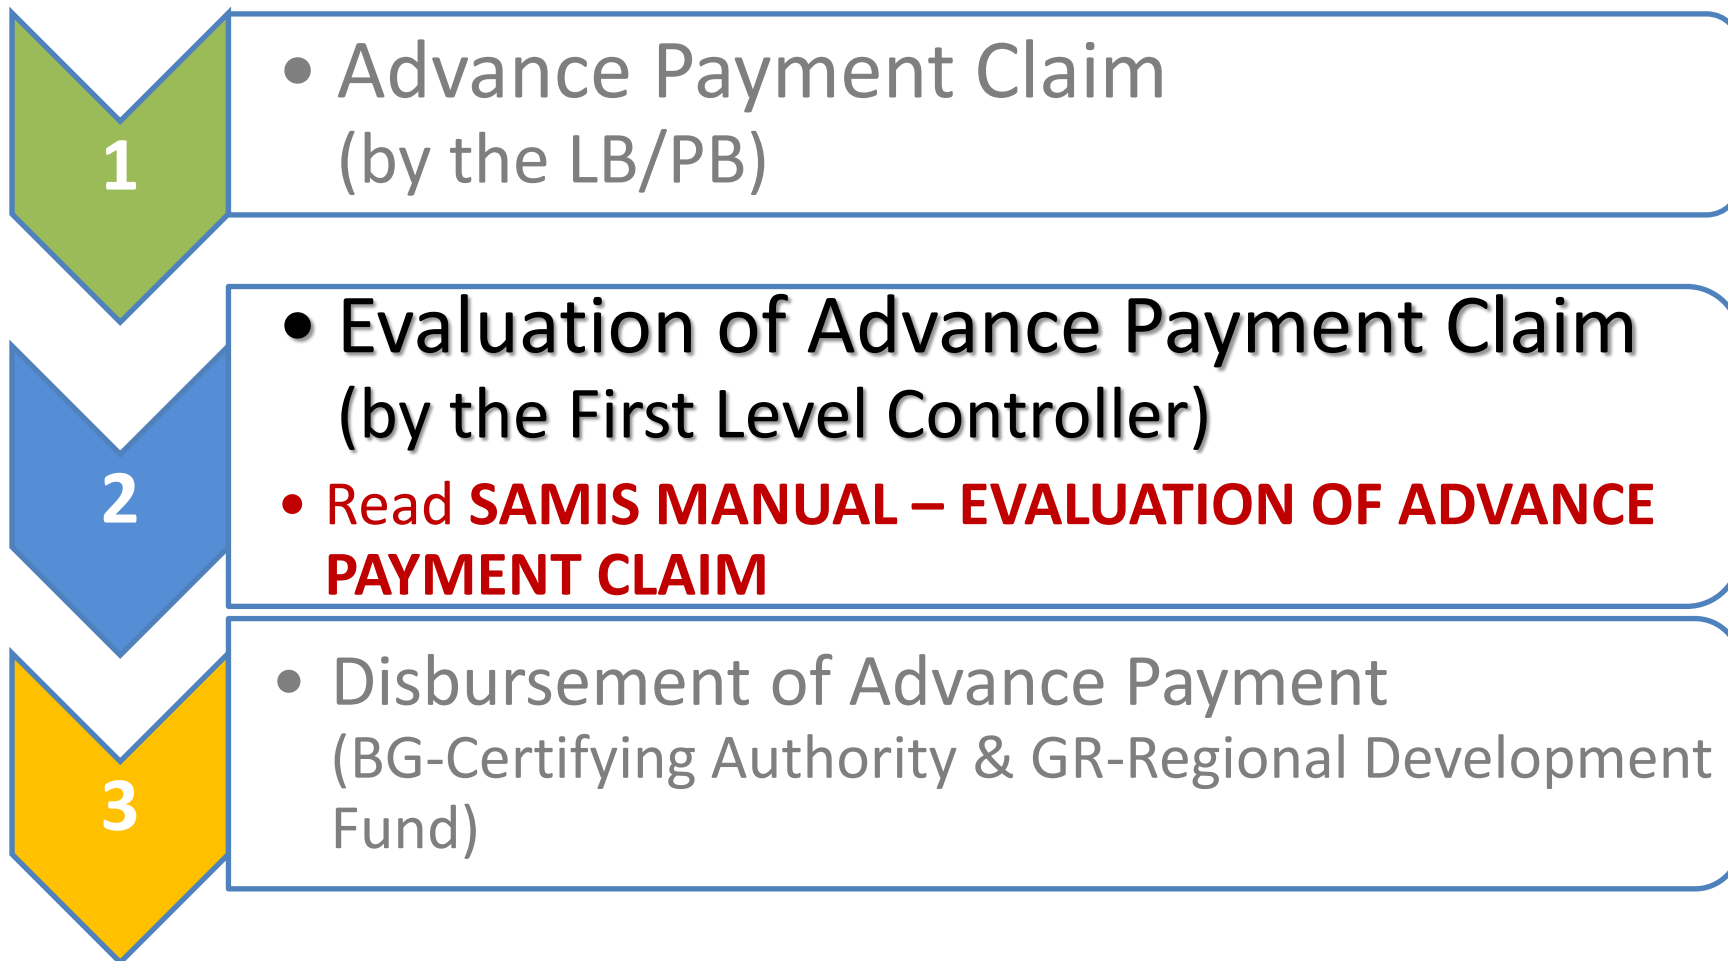 1
• Advance Payment Claim
(by the LB/PB)
2
• Evaluation of Advance Payment Claim
(by the First Level Controller)
• Read SAMIS MANUAL – EVALUATION OF ADVANCE
PAYMENT CLAIM
3
• Disbursement of Advance Payment
(BG-Certifying Authority & GR-Regional Development
Fund)